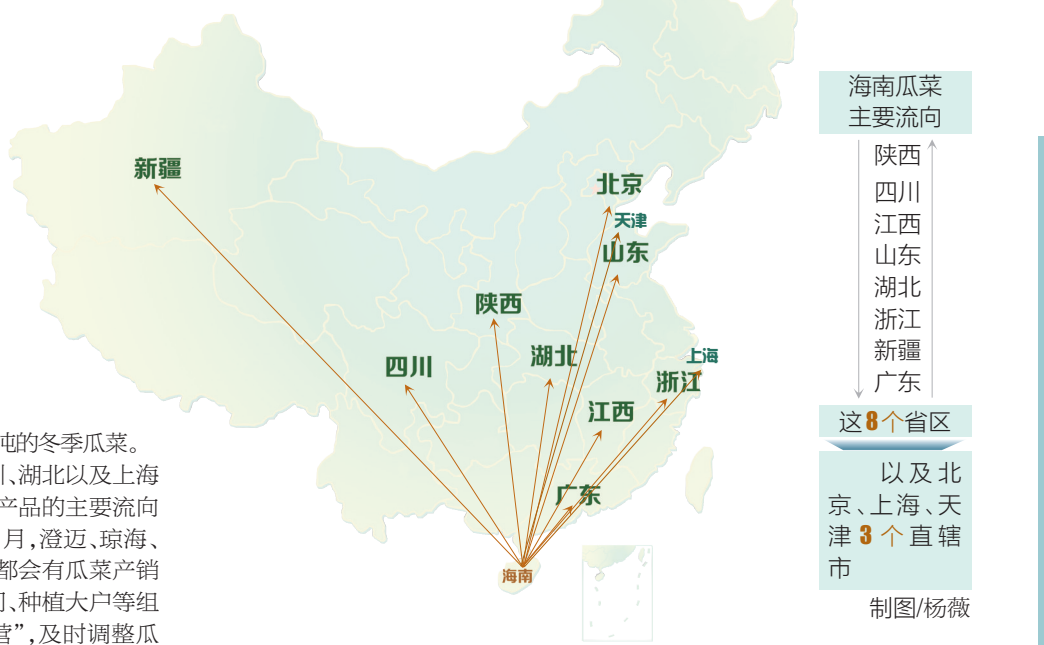 新疆
北京
天津
山东
陕西
湖北
四川
上海
浙江
江西
广东
海南
海南瓜菜
主要流向
陕西
四川
江西
山东
湖北
浙江
新疆
广东
这8个省区
以及北
京、上海、天
津3个直辖
市
制图/杨薇
吨的冬季瓜菜。
、湖北以及上海
产品的主要流向
月,澄迈、琼海、
都会有瓜菜产销
、种植大户等组
营”,及时调整瓜